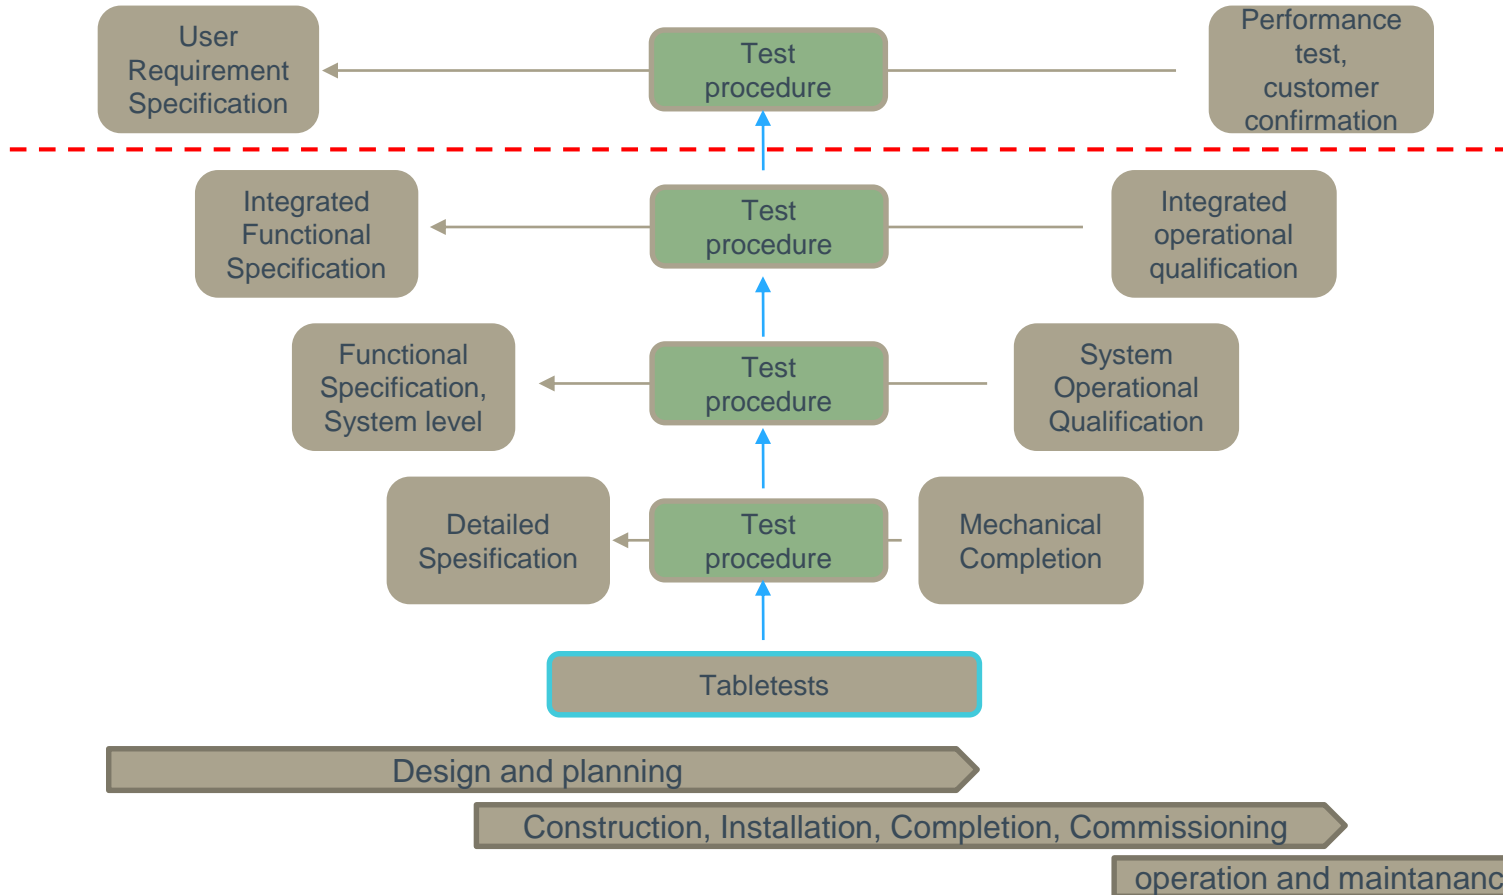 User
Requirement
Specification
Test
procedure
Performance
test,
customer
confirmation
Integrated
Functional
Specification
Test
procedure
Integrated
operational
qualification
Functional
Specification,
System level
Test
procedure
System
Operational
Qualification
Detailed
Spesification
Test
procedure
Mechanical
Completion
Tabletests
Design and planning
Construction, Installation, Completion, Commissioning
operation and maintananc